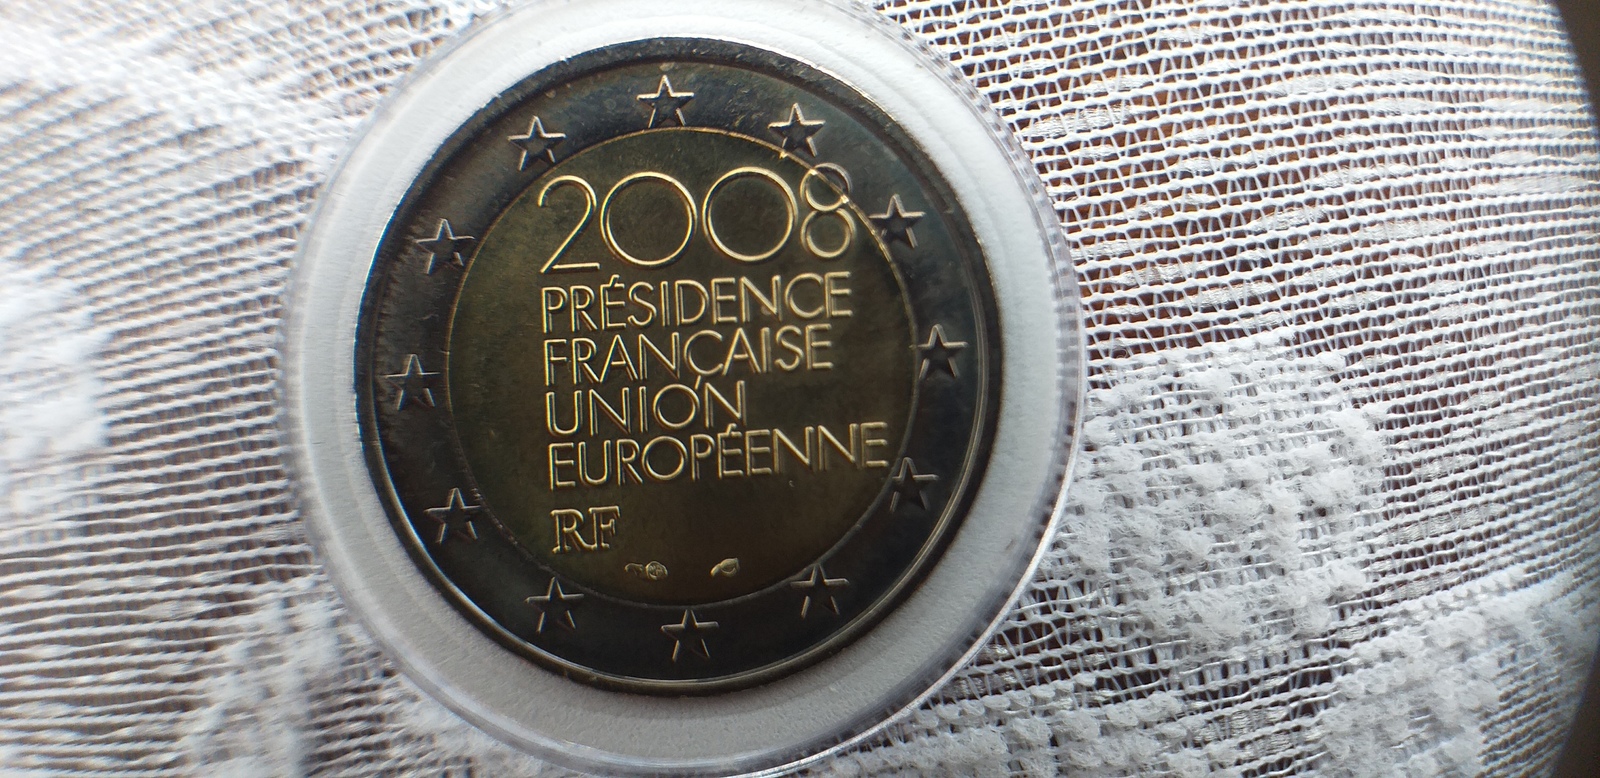 2008
PRÉSIDENCE
FRANÇAISE
UNION
EUROPÉENNE
RF